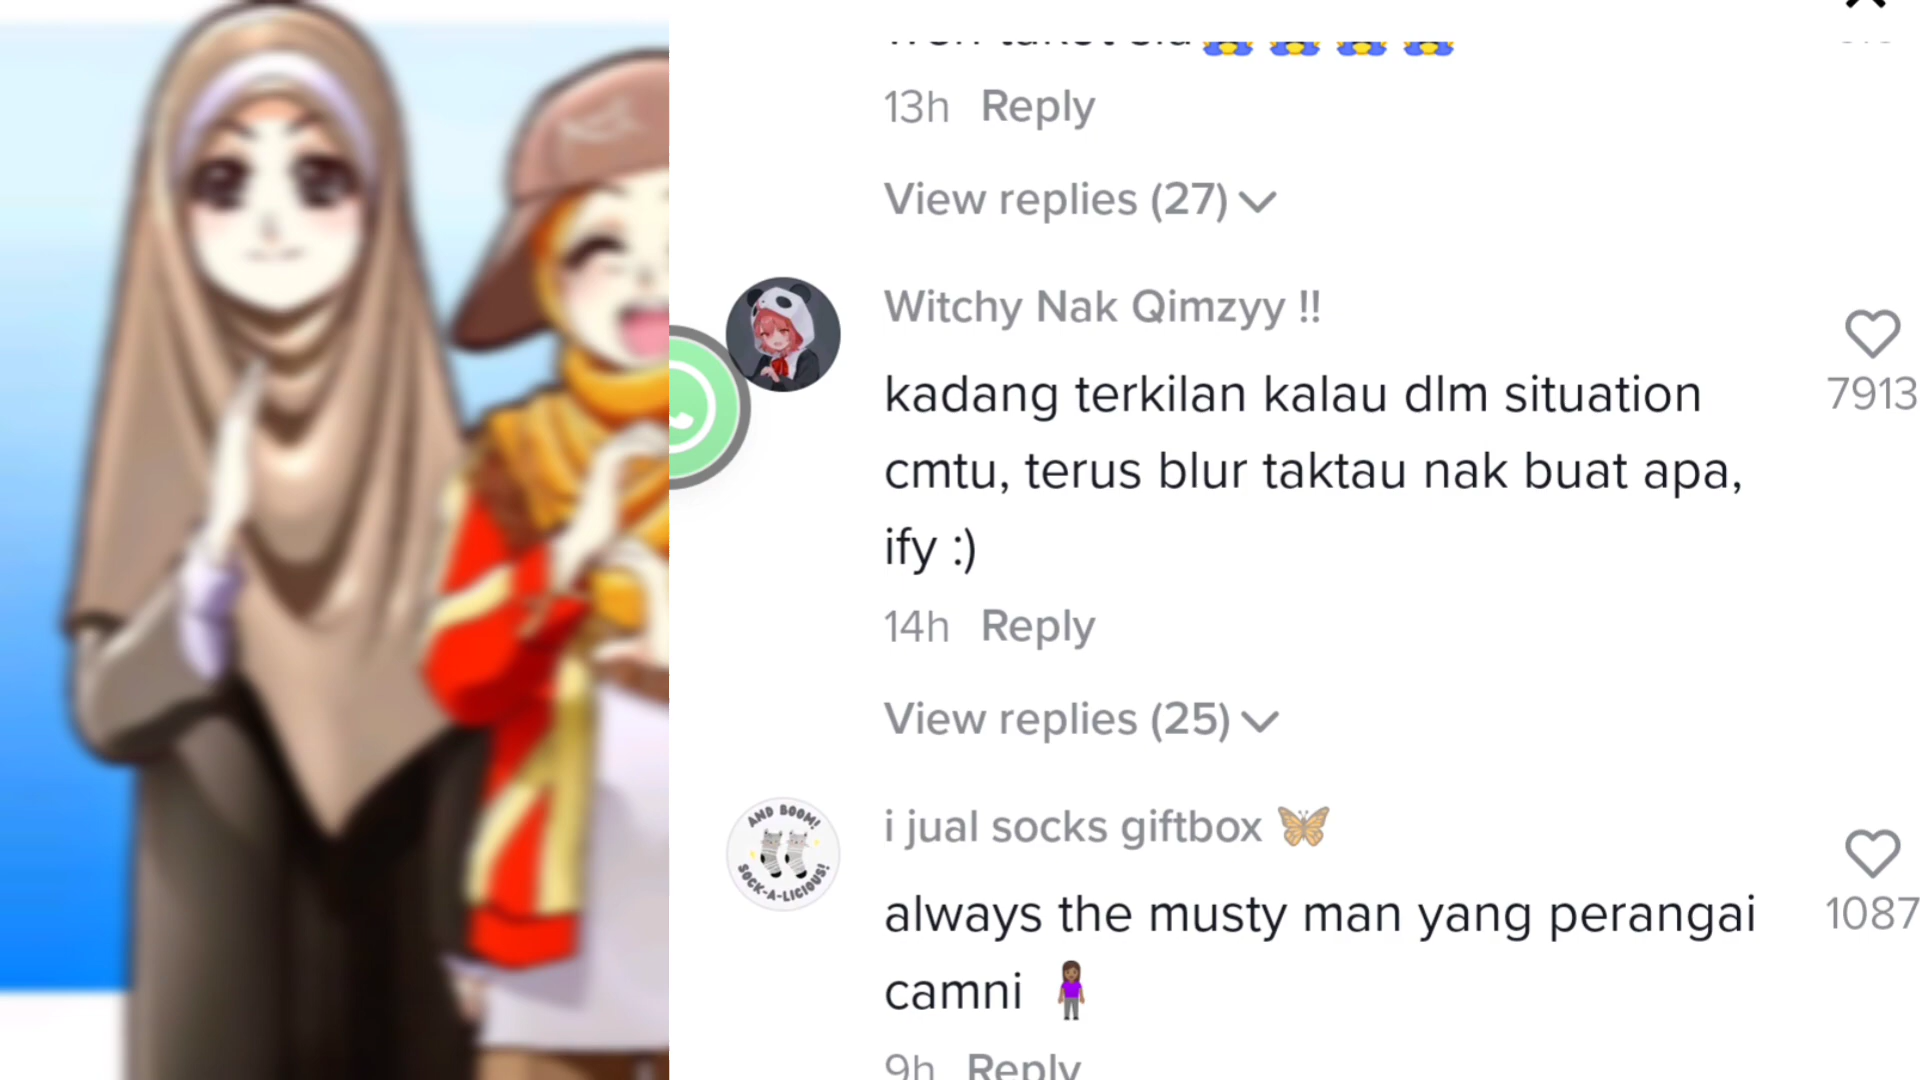 13h Reply
View replies (27)
Witchy Nak Qimzyy !!
kadang terkilan kalau dlm situation
7913
cmtu, terus blur taktau nak buat apa,
ify :)
14h Reply
View replies (25)
AND BOOM!
SOCK-A-LICIOUS!
i jual socks giftbox 🦋
always the musty man yang perangai
1087
camni 🧍🏾‍♀️
9h Reply